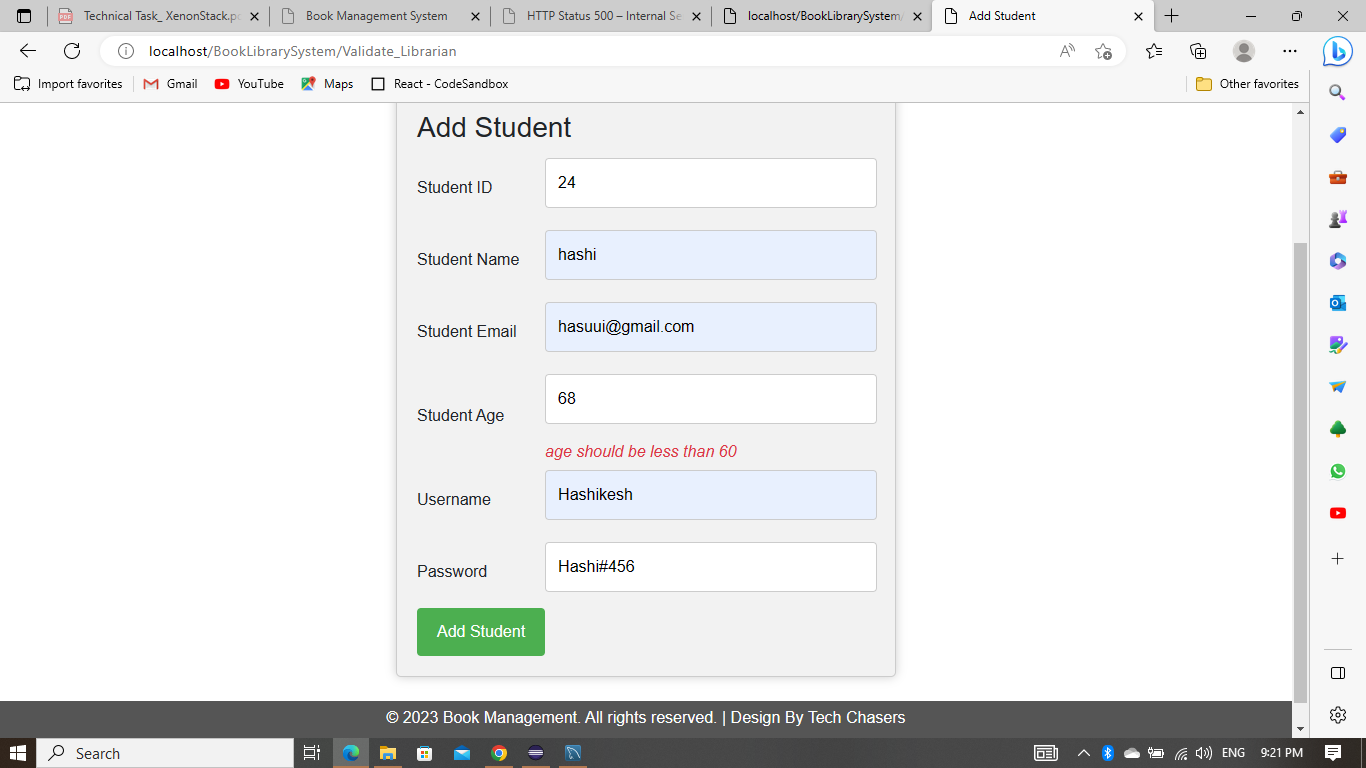 Technical Task_ XenonStack.pd
Book Management System
HTTP Status 500 – Internal Se
localhost/BookLibrarySystem/
Add Student
localhost/BookLibrarySystem/Validate_Librarian
Import favorites
Gmail
YouTube
Maps
React - CodeSandbox
Other favorites
Add Student
Student ID
24
Student Name
hashi
Student Email
hasuui@gmail.com
Student Age
68
age should be less than 60
Username
Hashikesh
Password
Hashi#456
Add Student
© 2023 Book Management. All rights reserved. | Design By Tech Chasers
Search
ENG
9:21 PM